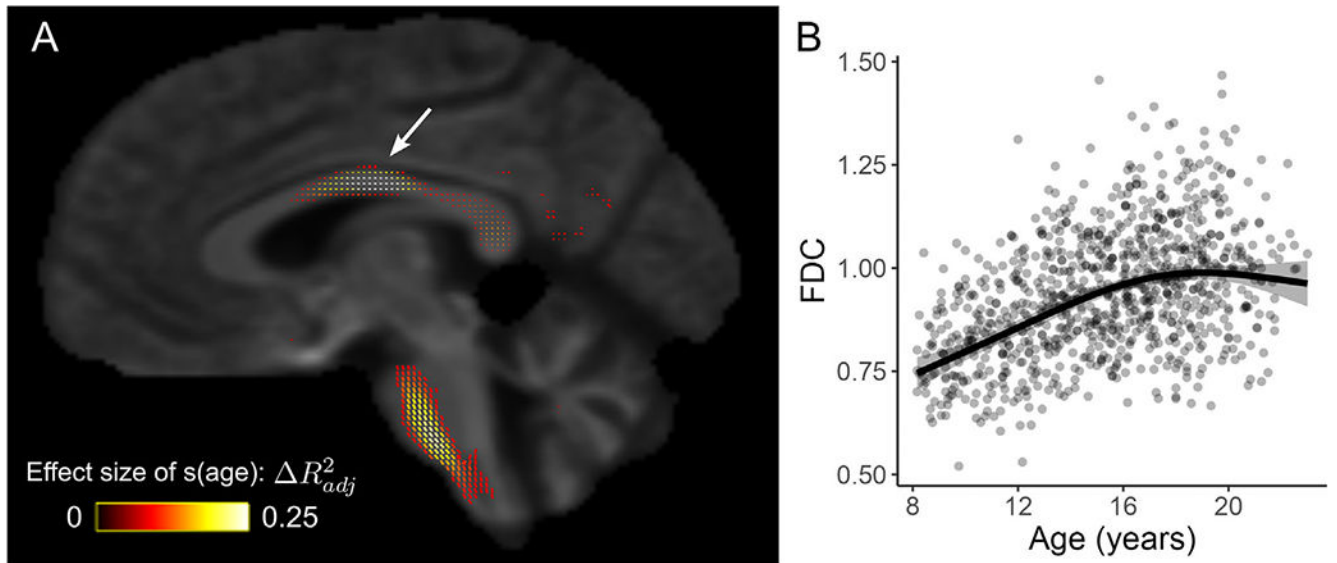 A
Effect size of s(age): ΔR²adj
0 0.25
B
1.50
1.25
1.00
0.75
0.50
FDC
8 12 16 20
Age (years)